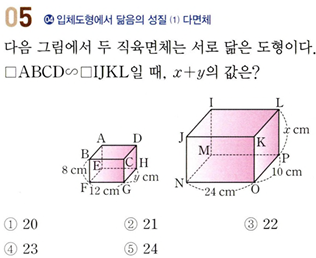 05 04 입체도형에서 닮음의 성질 (1) 다면체
다음 그림에서 두 직육면체는 서로 닮은 도형이다.
□ABCD∽□IJKL일 때, x+y의 값은?
I L
A D J K x cm
B E C H M P
8 cm y cm 10 cm
F 12 cm G N 24 cm O
① 20 ② 21 ③ 22
④ 23 ⑤ 24